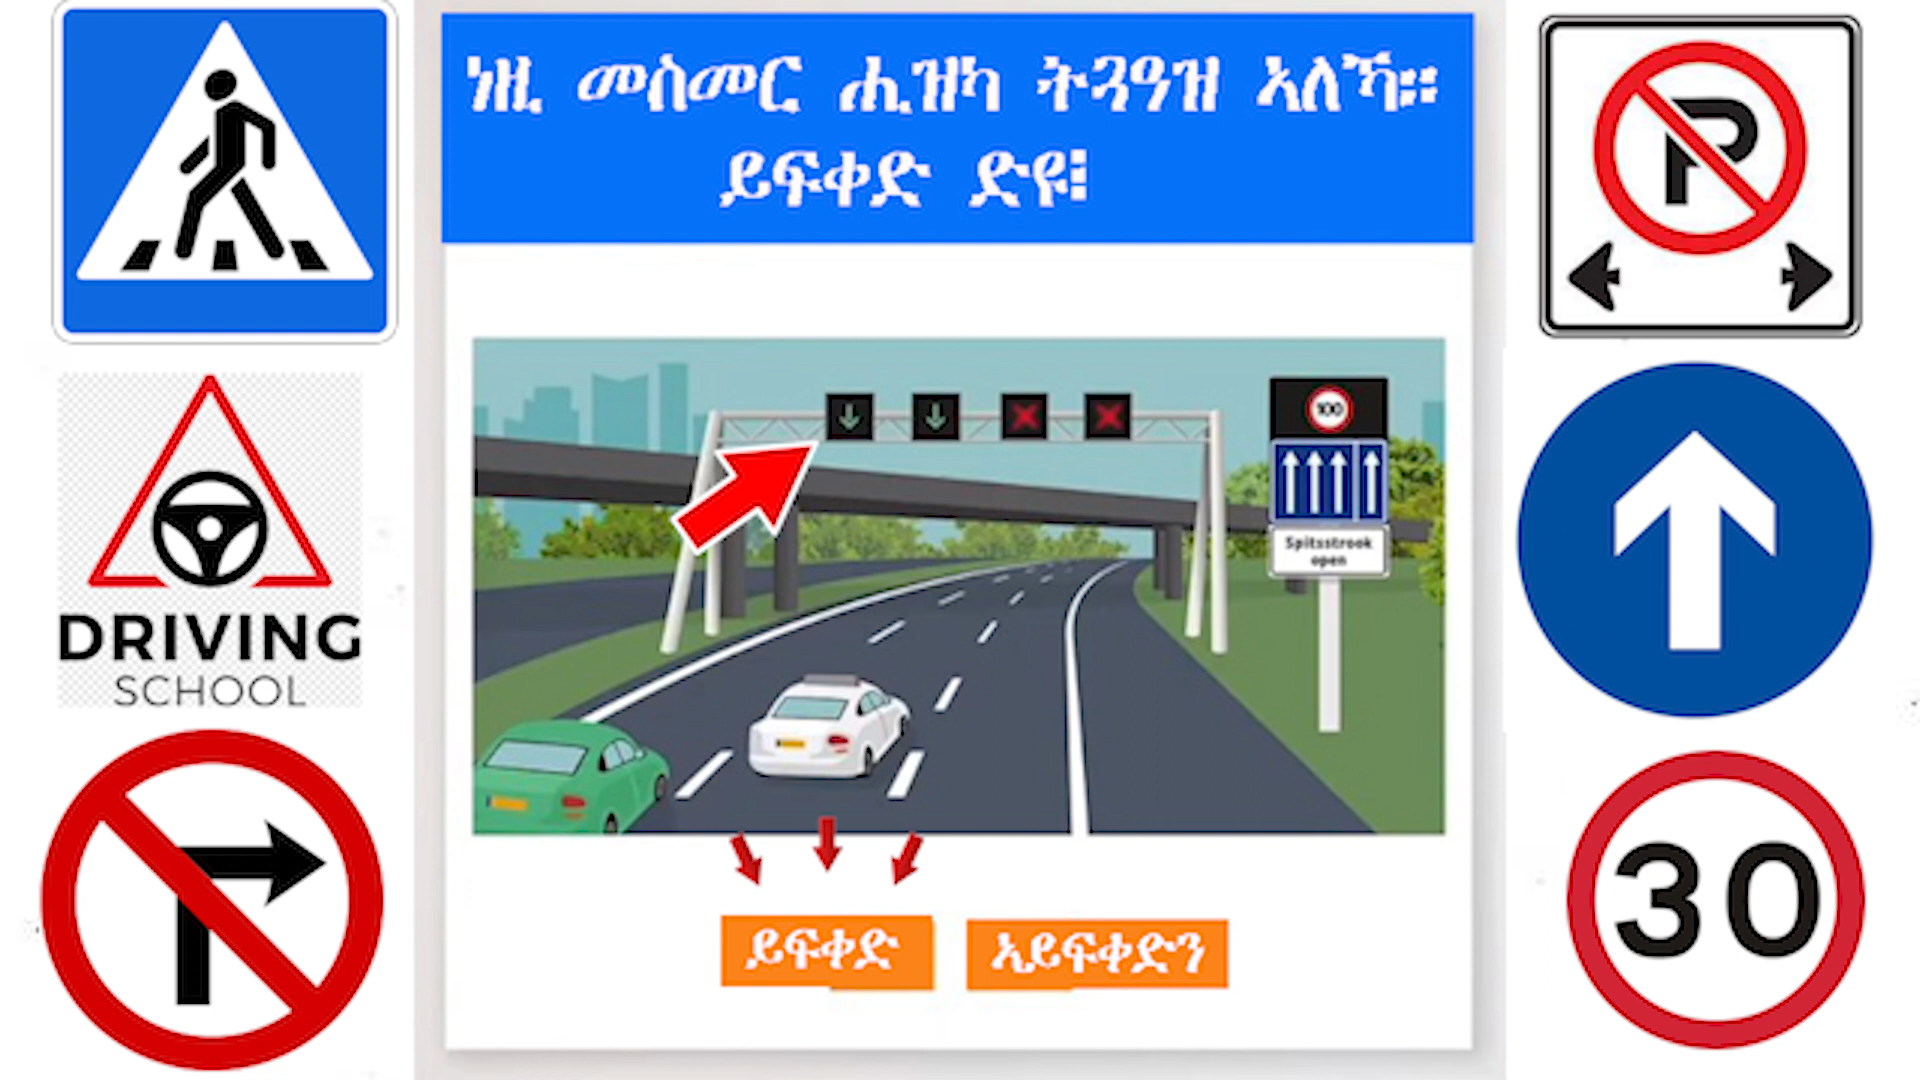 ነዚ መስመር ሒዝካ ትጓዓዝ ኣለኻ።
ይፍቀድ ድዩ፧
P
100
Spitsstrook
open
DRIVING
SCHOOL
30
ይፍቀድ
ኣይፍቀድን